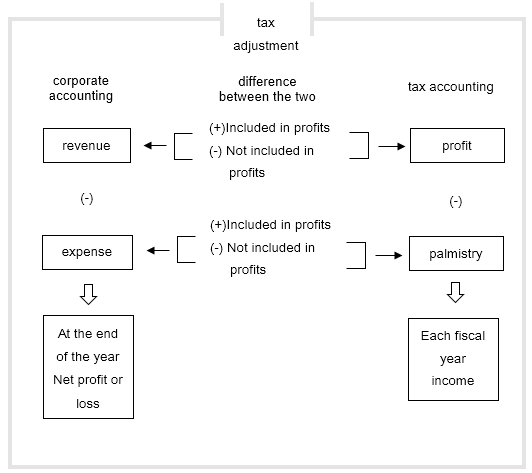 tax
adjustment
corporate
accounting
difference
between the two
tax accounting
revenue
(+)Included in profits
(-) Not included in
profits
profit
(-)
(-)
expense
(+)Included in profits
(-) Not included in
profits
palmistry
At the end
of the year
Net profit or
loss
Each fiscal
year
income